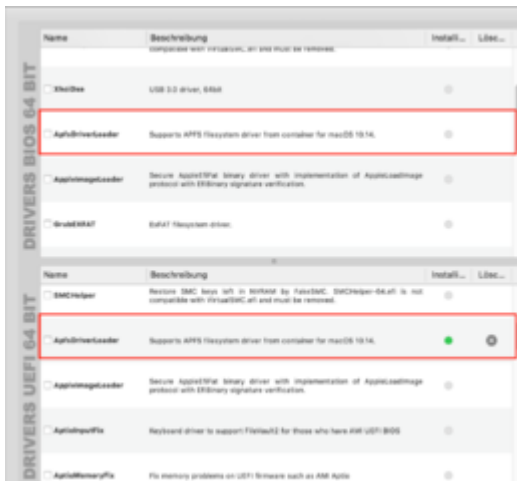 Name Beschreibung Installi... Lösc...
compatible with VirtualSMC.efi and must be removed.
XhciDxe USB 3.0 driver, 64bit
ApfsDriverLoader Supports APFS filesystem driver from container for macOS 10.14.
AppleImageLoader Secure AppleEfiFat binary driver with implementation of AppleLoadImage
protocol with EfiBinary signature verification.
GrubEXFAT ExFAT filesystem driver.
DRIVERS BIOS 64 BIT
Name Beschreibung Installi... Lösc...
SMCHelper Restore SMC keys left in NVRAM by FakeSMC. SMCHelper-64.efi is not
compatible with VirtualSMC.efi and must be removed.
ApfsDriverLoader Supports APFS filesystem driver from container for macOS 10.14.
AppleImageLoader Secure AppleEfiFat binary driver with implementation of AppleLoadImage
protocol with EfiBinary signature verification.
AptioInputFix Keyboard driver to support FileVault2 for those who have AMI UEFI BIOS
AptioMemoryFix Fix memory problems on UEFI firmware such as AMI Aptio
DRIVERS UEFI 64 BIT